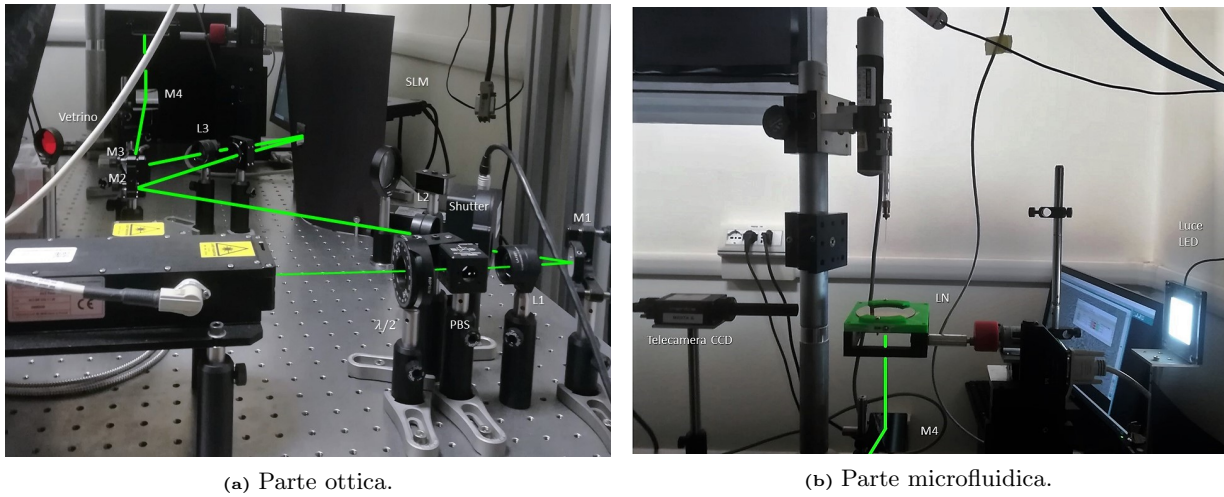 SLM
M4
Vetrino
L3
M3
M2
L2
Shutter
M1
L1
λ/2
PBS
(a) Parte ottica.
Luce
LED
LN
Telecamera CCD
M4
(b) Parte microfluidica.